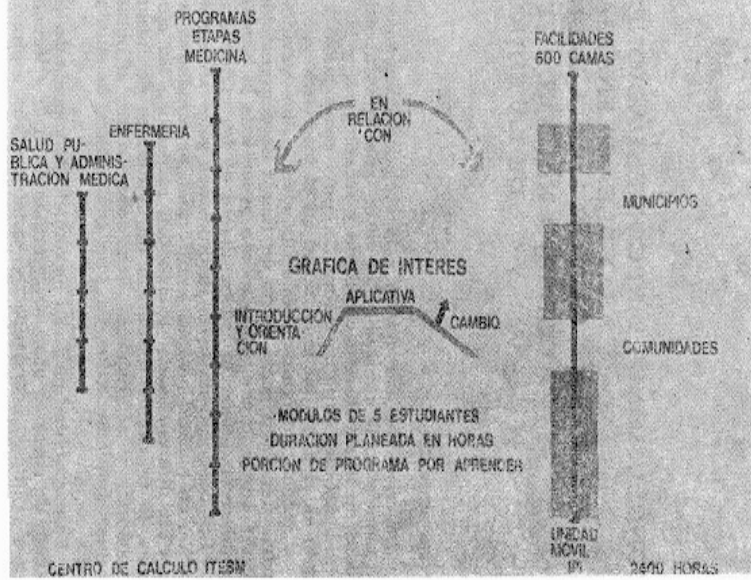 PROGRAMAS
ETAPAS
MEDICINA
FACILIDADES
600 CAMAS
EN
RELACION
CON
ENFERMERIA
SALUD PU-
BLICA Y ADMINIS-
TRACION MEDICA
MUNICIPIOS
GRAFICA DE INTERES
APLICATIVA
INTRODUCCIÓN
Y ORIENTA-
CION
CAMBIO
COMUNIDADES
·MODULOS DE 5 ESTUDIANTES
·DURACION PLANEADA EN HORAS
PORCION DE PROGRAMA POR APRENDER
UNIDAD
MOVIL
CENTRO DE CALCULO ITESM
2400 HORAS